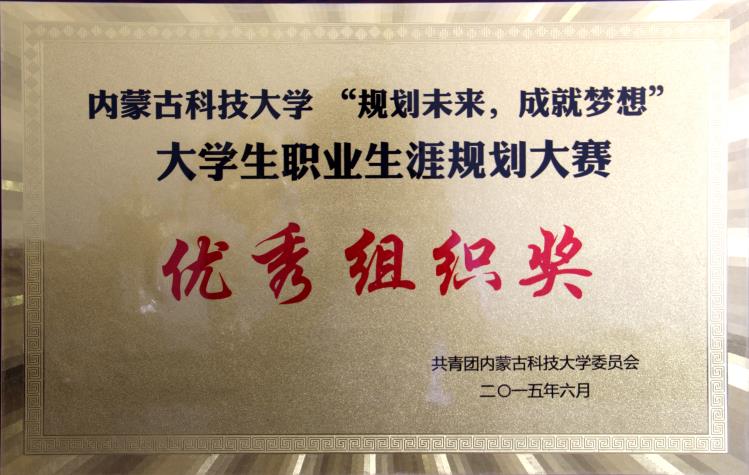 内蒙古科技大学 “规划未来，成就梦想”
大学生职业生涯规划大赛
优秀组织奖
共青团内蒙古科技大学委员会
二〇一五年六月